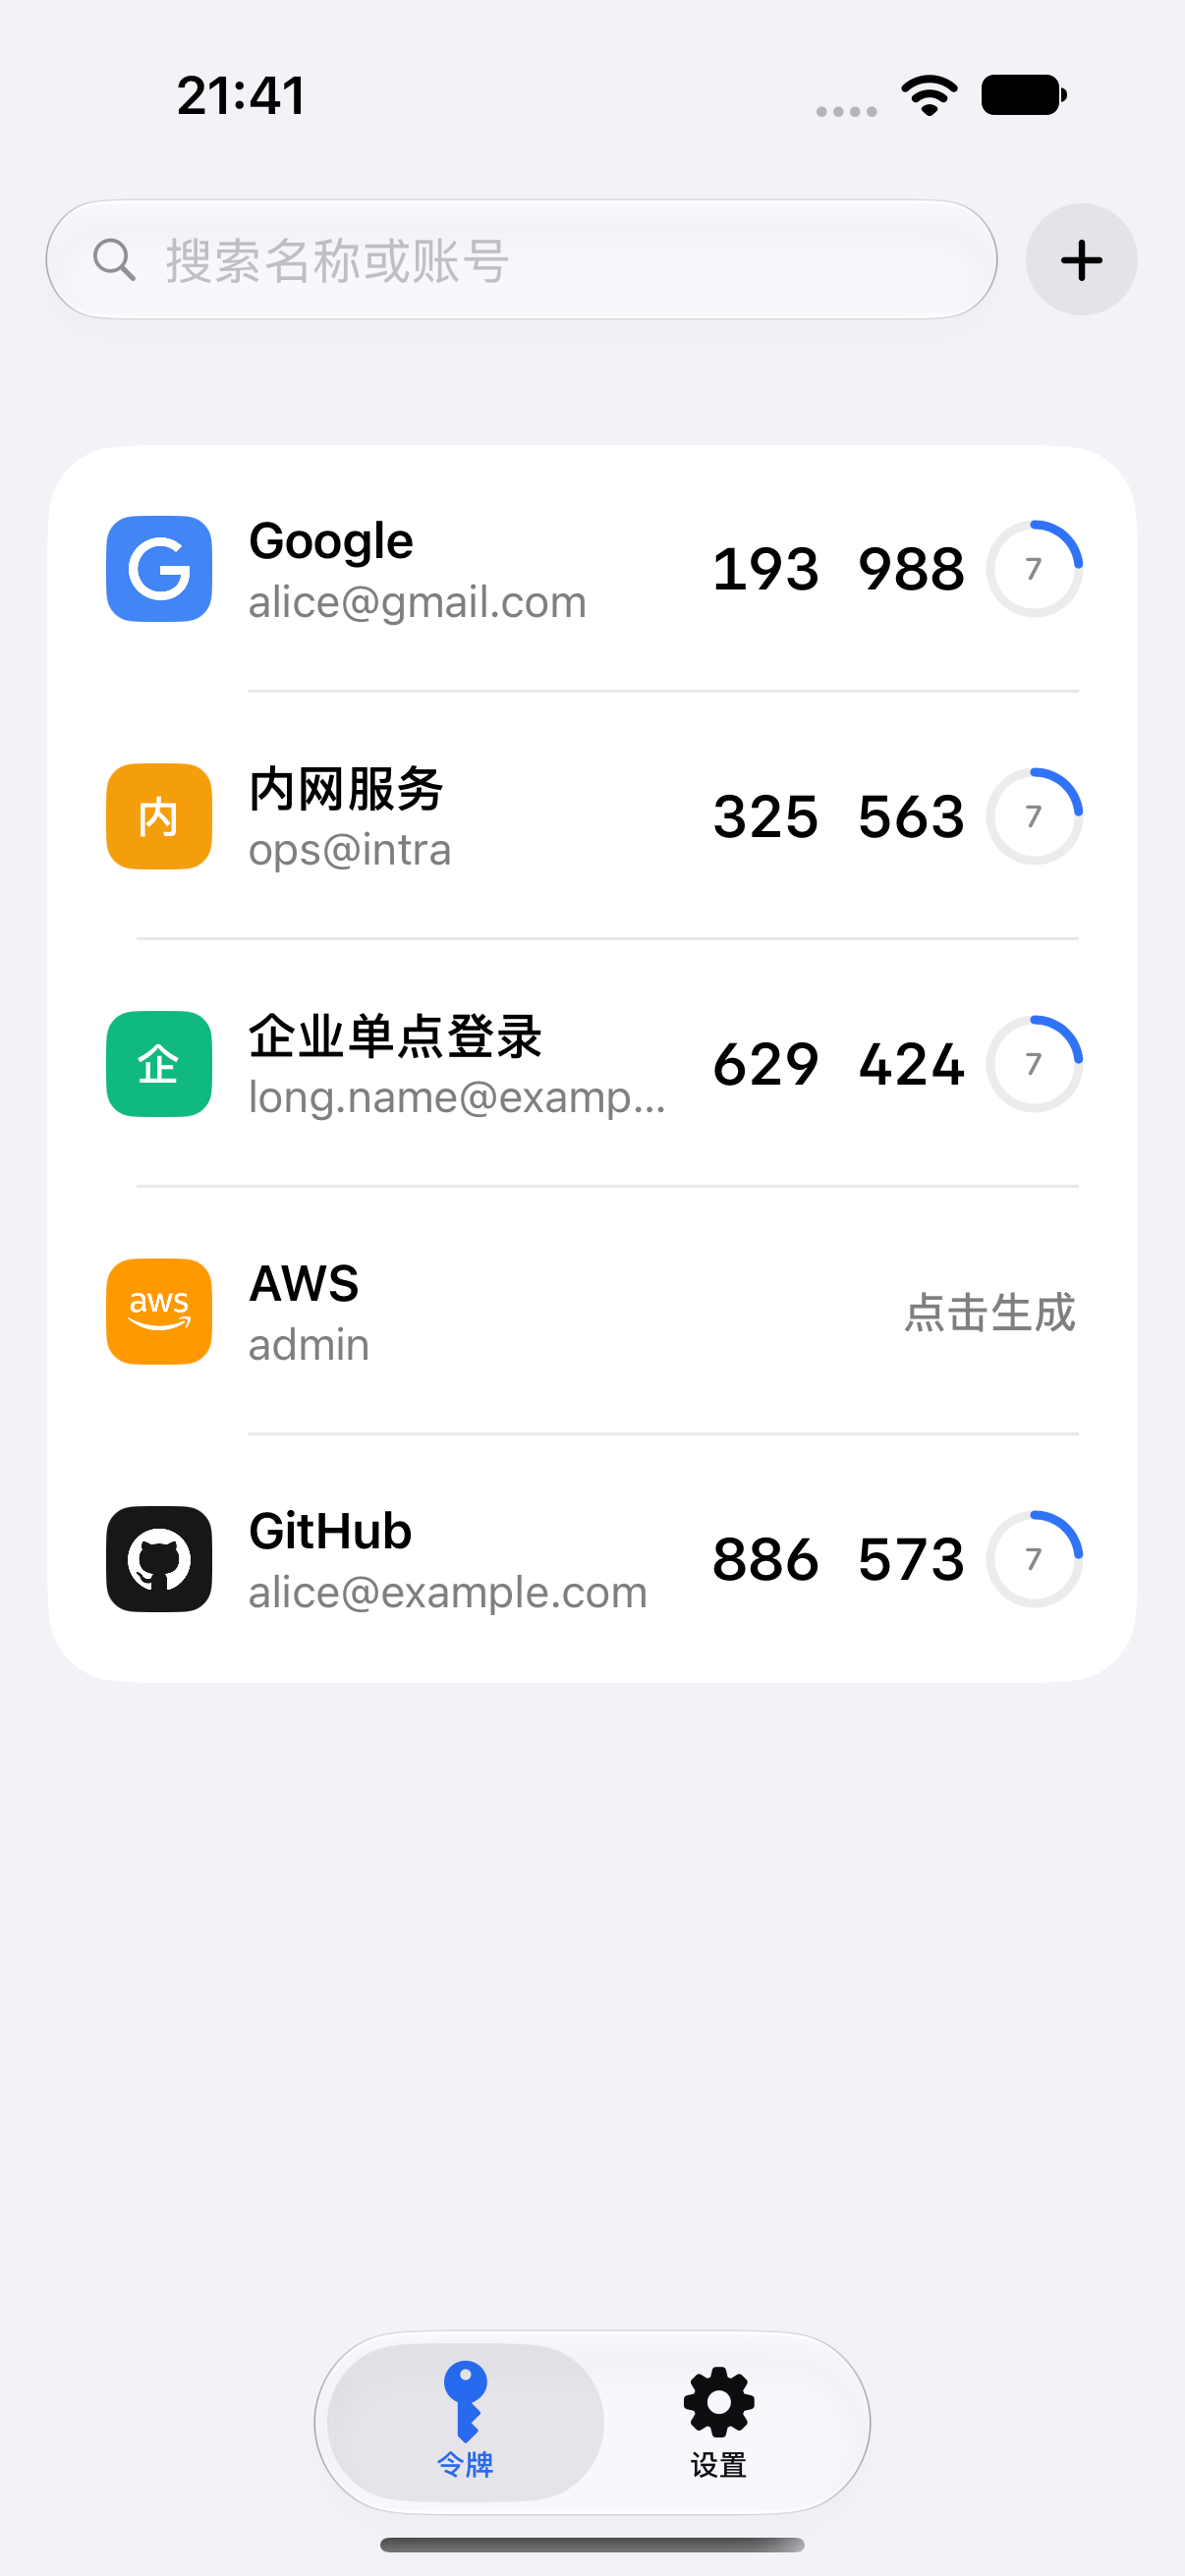 21:41
搜索名称或账号
Google
alice@gmail.com
193 988
7
内
内网服务
ops@intra
325 563
7
企
企业单点登录
long.name@examp...
629 424
7
aws
AWS
admin
点击生成
GitHub
alice@example.com
886 573
7
令牌
设置